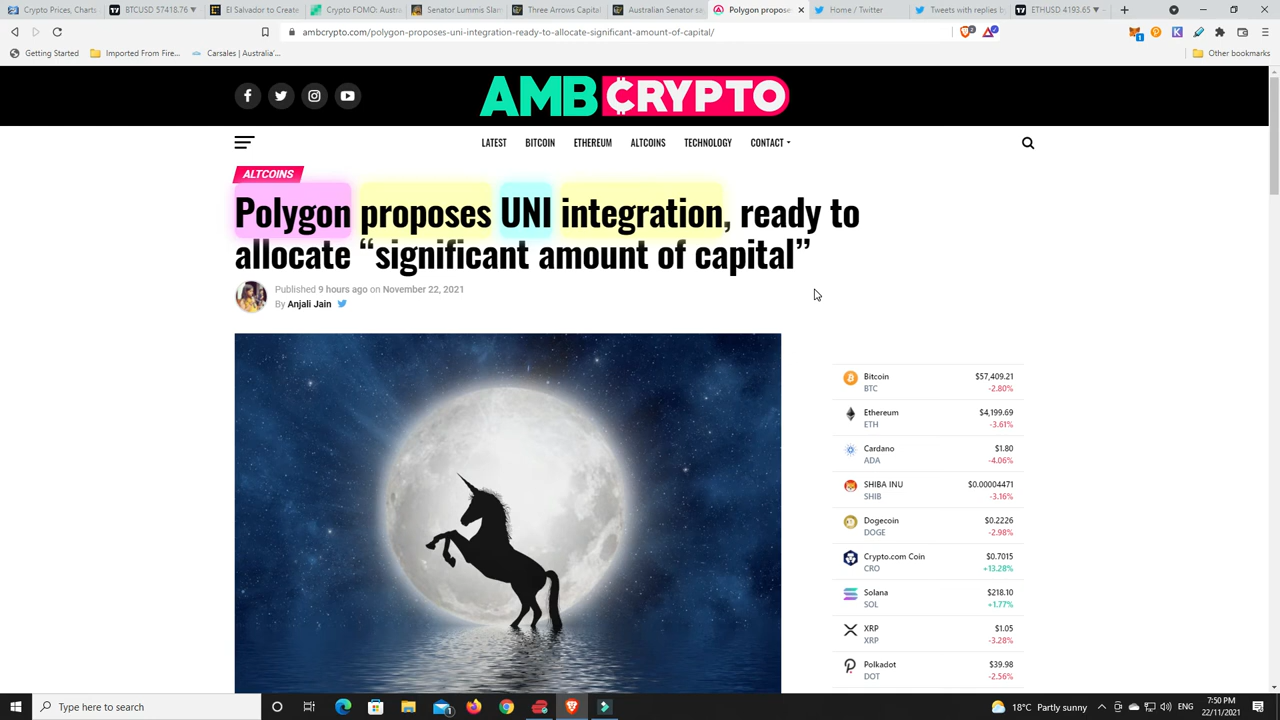 Crypto Prices, Charts
BTCUSD 57418.76 ▼
El Salvador to Create
Crypto FOMO: Austra
Senator Lummis Slam
Three Arrows Capital
Australian Senator sa
Polygon propose
Home / Twitter
Tweets with replies b
ETHUSD 4193.65 ▼
ambcrypto.com/polygon-proposes-uni-integration-ready-to-allocate-significant-amount-of-capital/
Getting Started
Imported From Fire...
Carsales | Australia's...
Other bookmarks
AMBCRYPTO
LATEST
BITCOIN
ETHEREUM
ALTCOINS
TECHNOLOGY
CONTACT
ALTCOINS
Polygon proposes UNI integration, ready to
allocate “significant amount of capital”
Published 9 hours ago on November 22, 2021
By Anjali Jain
Bitcoin $57,409.21
BTC -2.80%
Ethereum $4,199.69
ETH -3.61%
Cardano $1.80
ADA -4.06%
SHIBA INU $0.00004471
SHIB -3.16%
Dogecoin $0.2226
DOGE -2.98%
Crypto.com Coin $0.7015
CRO +13.28%
Solana $218.10
SOL +1.77%
XRP $1.05
XRP -3.28%
Polkadot $39.98
DOT -2.56%
Type here to search
18°C Partly sunny
ENG
7:50 PM
22/11/2021